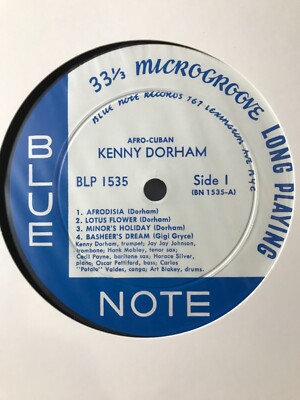 33⅓ MICROGROOVE LONG PLAYING
BLUE NOTE RECORDS 767 LEXINGTON AVE NYC
BLUE
AFRO-CUBAN
KENNY DORHAM
BLP 1535
Side 1
(BN 1535-A)
1. AFRODISIA (Dorham)
2. LOTUS FLOWER (Dorham)
3. MINOR'S HOLIDAY (Dorham)
4. BASHEER'S DREAM (Gigi Gryce)
Kenny Dorham, trumpet; Jay Jay Johnson,
trombone; Hank Mobley, tenor sax;
Cecil Payne, baritone sax; Horace Silver,
piano; Oscar Pettiford, bass; Carlos
"Potato" Valdes, conga; Art Blakey, drums.
NOTE